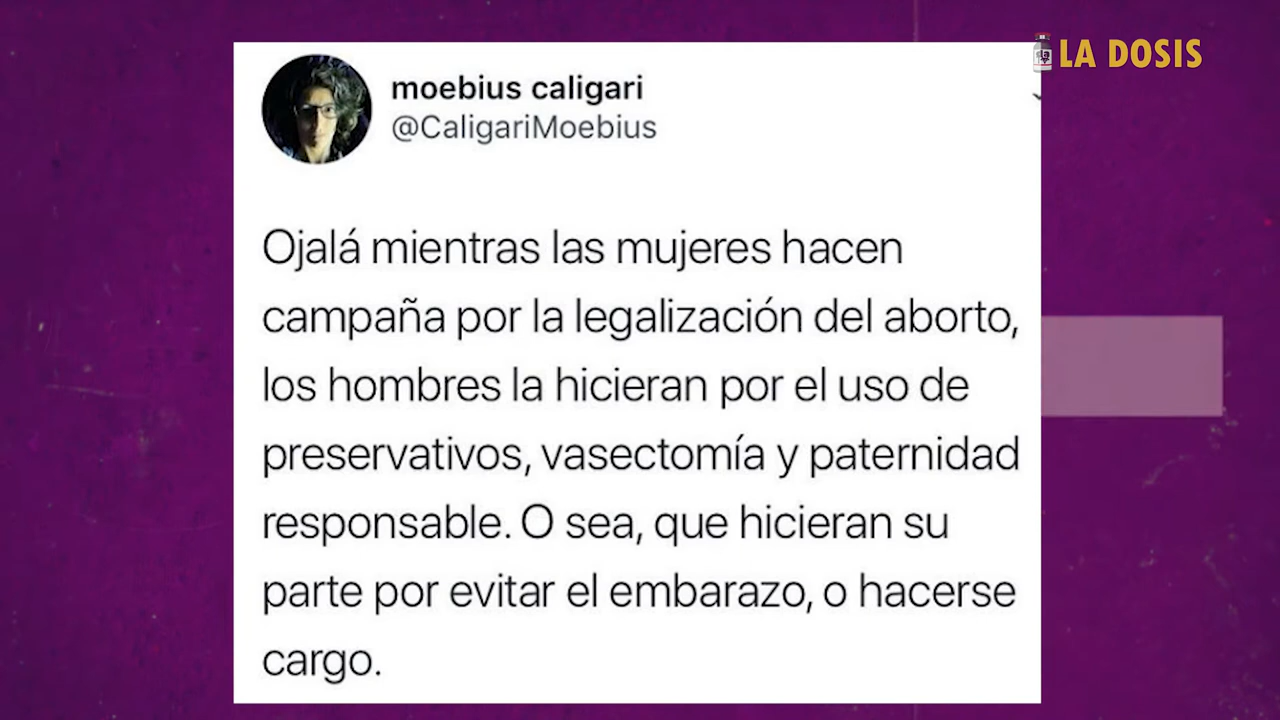 LA DOSIS
moebius caligari
@CaligariMoebius
Ojalá mientras las mujeres hacen
campaña por la legalización del aborto,
los hombres la hicieran por el uso de
preservativos, vasectomía y paternidad
responsable. O sea, que hicieran su
parte por evitar el embarazo, o hacerse
cargo.